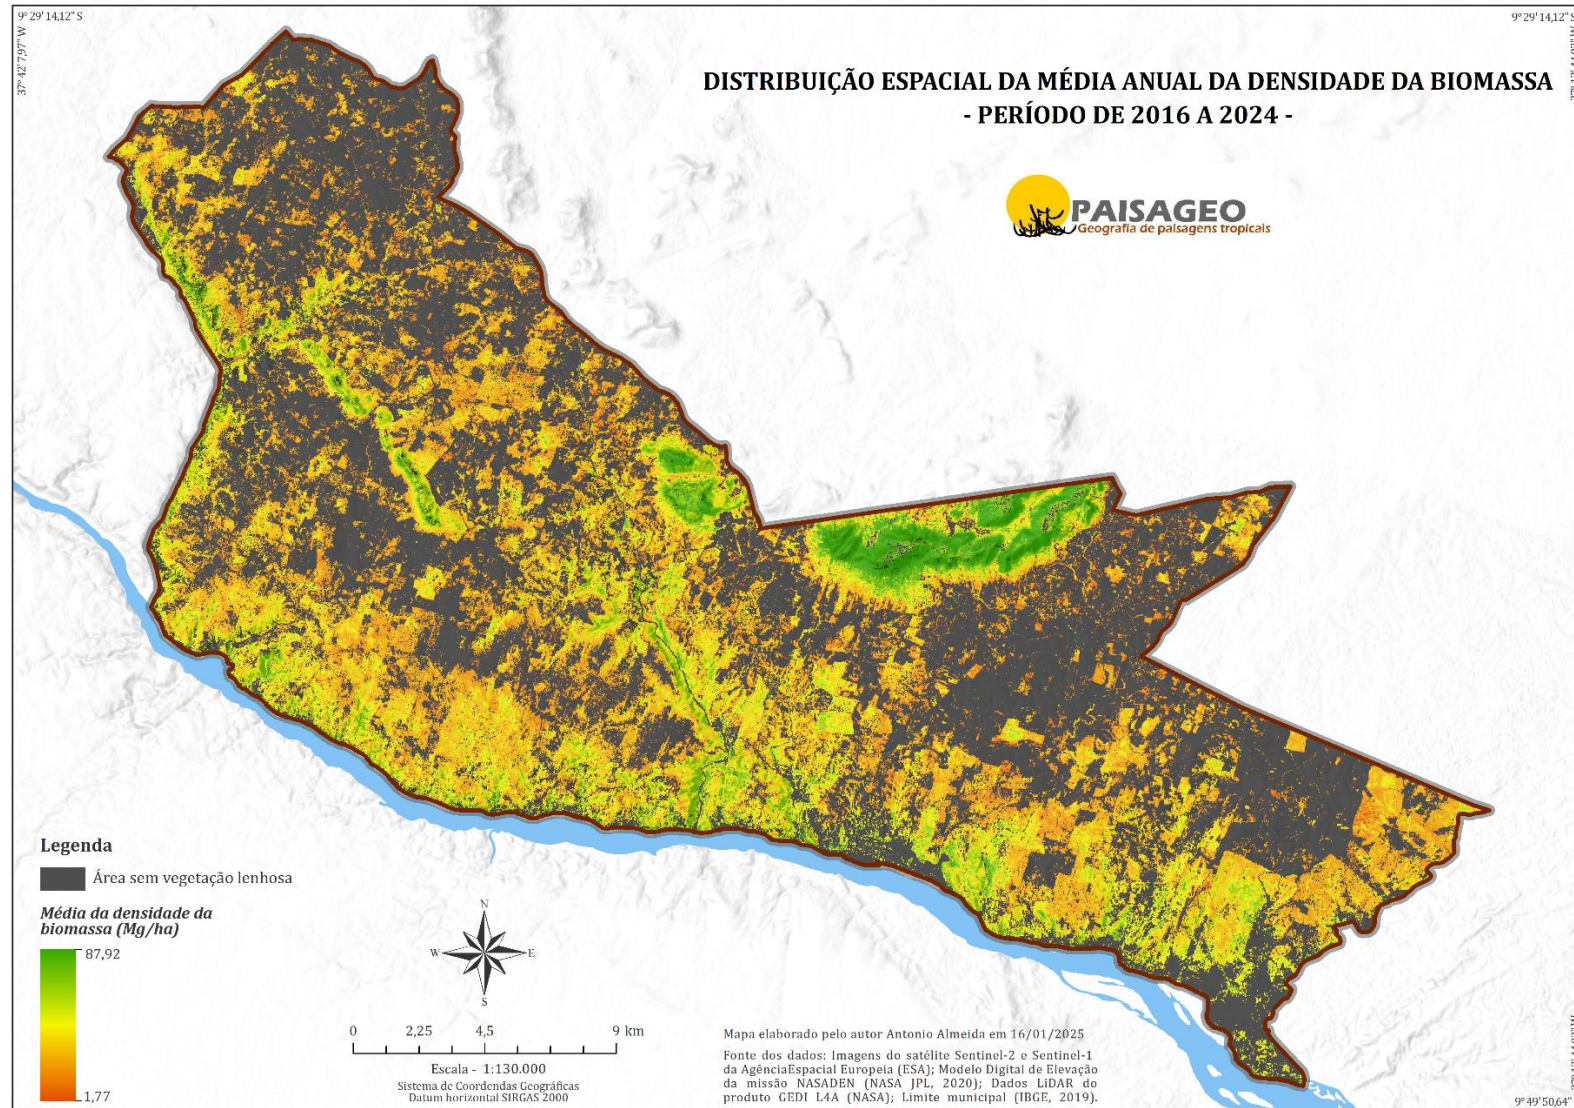 9° 29' 14,12" S
9° 29' 14,12" S
37° 42' 7,97" W
DISTRIBUIÇÃO ESPACIAL DA MÉDIA ANUAL DA DENSIDADE DA BIOMASSA
- PERÍODO DE 2016 A 2024 -
PAISAGEO
Geografia de paisagens tropicais
Legenda
Área sem vegetação lenhosa
Média da densidade da
biomassa (Mg/ha)
87,92
1,77
N
W
E
S
0 2,25 4,5 9 km
Escala - 1:130.000
Sistema de Coordendas Geográficas
Datum horizontal SIRGAS 2000
Mapa elaborado pelo autor Antonio Almeida em 16/01/2025
Fonte dos dados: Imagens do satélite Sentinel-2 e Sentinel-1
da AgênciaEspacial Europeia (ESA); Modelo Digital de Elevação
da missão NASADEN (NASA JPL, 2020); Dados LiDAR do
produto GEDI L4A (NASA); Limite municipal (IBGE, 2019).
9° 49' 50,64"